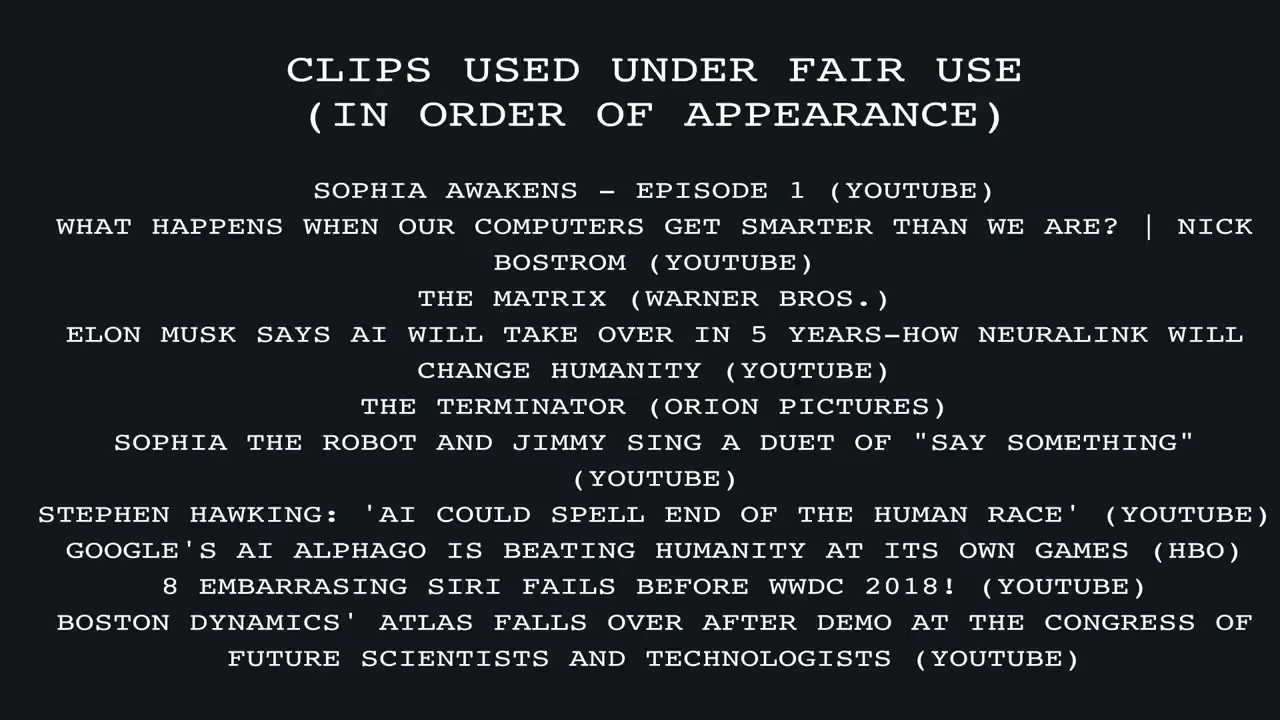 CLIPS USED UNDER FAIR USE
(IN ORDER OF APPEARANCE)
SOPHIA AWAKENS - EPISODE 1 (YOUTUBE)
WHAT HAPPENS WHEN OUR COMPUTERS GET SMARTER THAN WE ARE? | NICK
BOSTROM (YOUTUBE)
THE MATRIX (WARNER BROS.)
ELON MUSK SAYS AI WILL TAKE OVER IN 5 YEARS-HOW NEURALINK WILL
CHANGE HUMANITY (YOUTUBE)
THE TERMINATOR (ORION PICTURES)
SOPHIA THE ROBOT AND JIMMY SING A DUET OF "SAY SOMETHING"
(YOUTUBE)
STEPHEN HAWKING: 'AI COULD SPELL END OF THE HUMAN RACE' (YOUTUBE)
GOOGLE'S AI ALPHAGO IS BEATING HUMANITY AT ITS OWN GAMES (HBO)
8 EMBARRASING SIRI FAILS BEFORE WWDC 2018! (YOUTUBE)
BOSTON DYNAMICS' ATLAS FALLS OVER AFTER DEMO AT THE CONGRESS OF
FUTURE SCIENTISTS AND TECHNOLOGISTS (YOUTUBE)